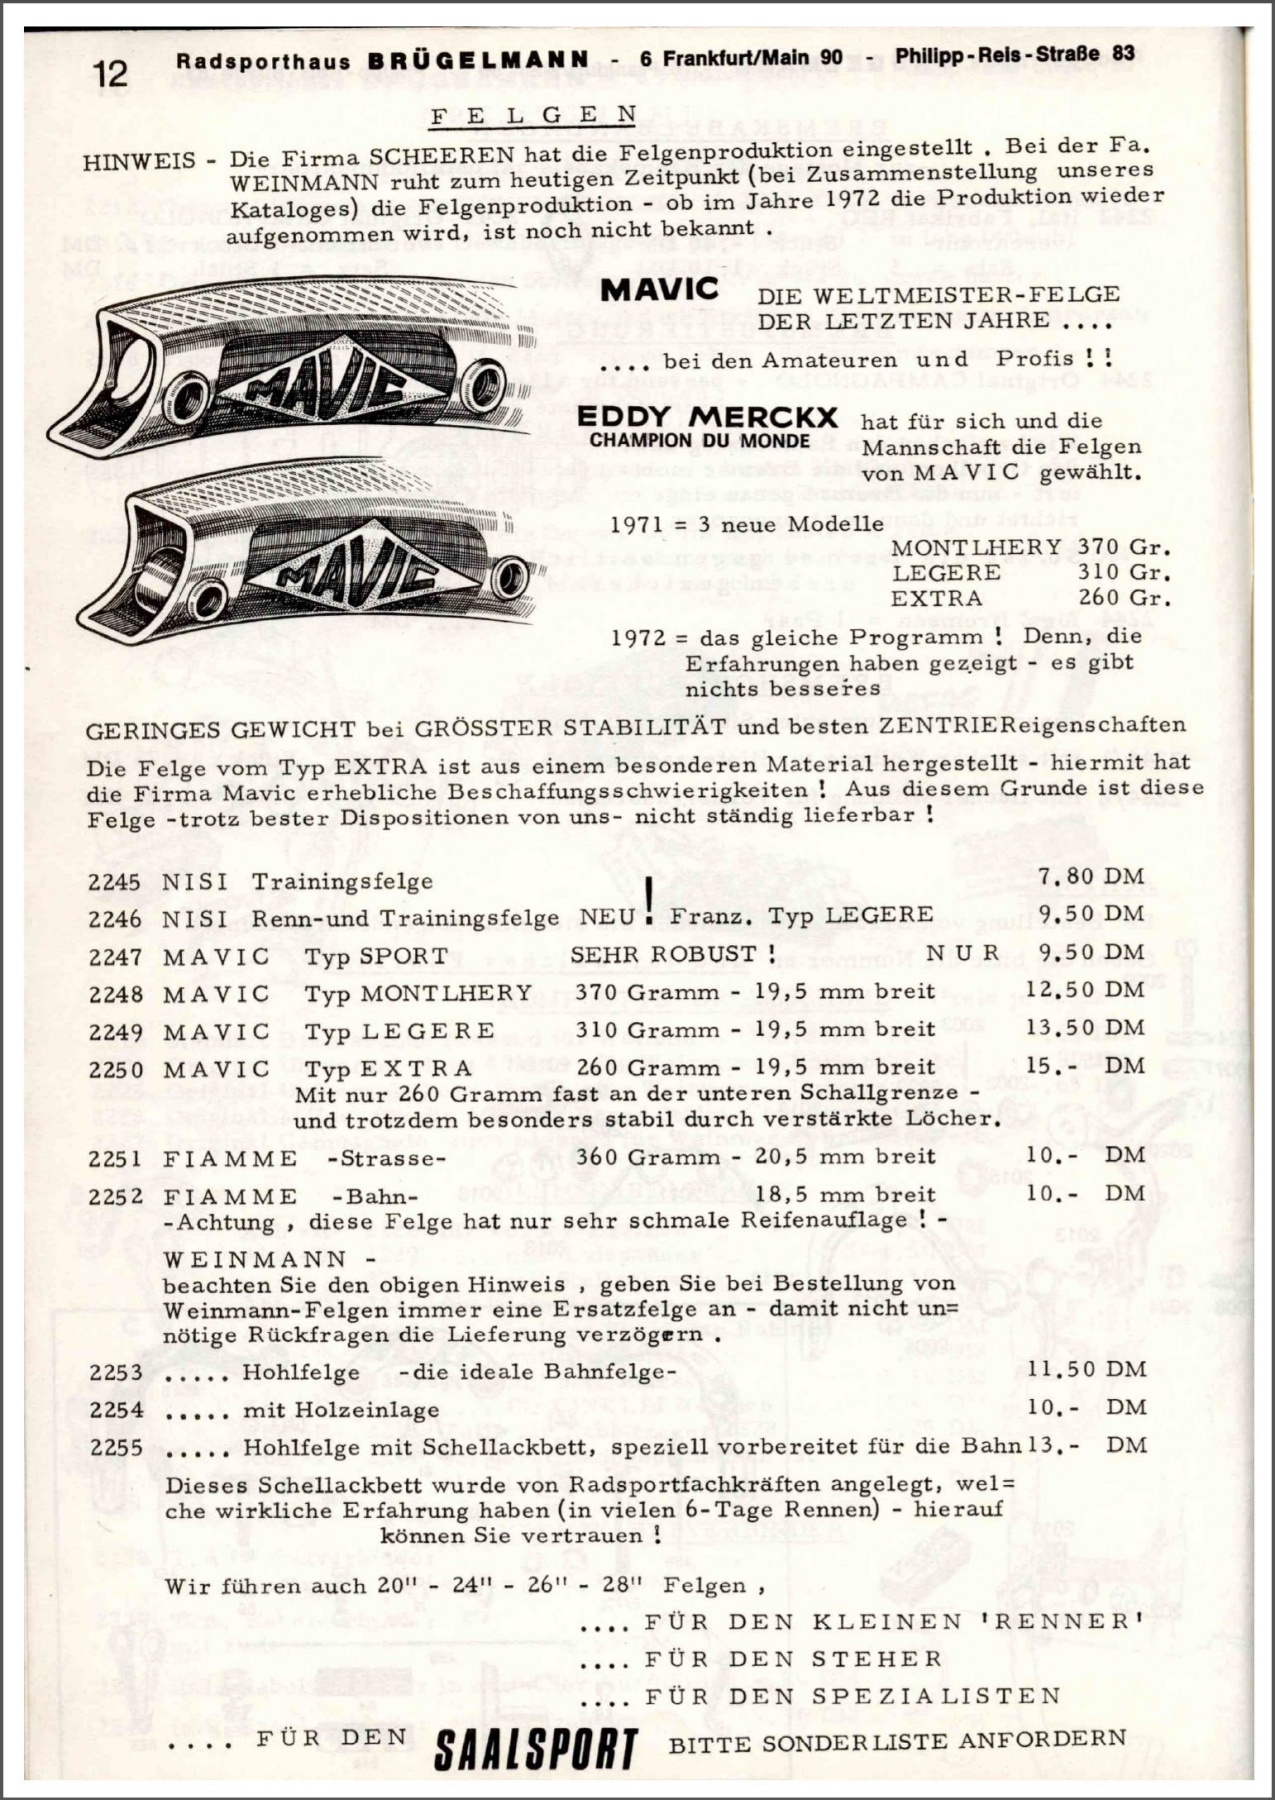 12 Radsporthaus BRÜGELMANN - 6 Frankfurt/Main 90 - Philipp-Reis-Straße 83
FELGEN
HINWEIS - Die Firma SCHEEREN hat die Felgenproduktion eingestellt . Bei der Fa.
WEINMANN ruht zum heutigen Zeitpunkt (bei Zusammenstellung unseres
Kataloges) die Felgenproduktion - ob im Jahre 1972 die Produktion wieder
aufgenommen wird, ist noch nicht bekannt .
MAVIC
MAVIC
MAVIC DIE WELTMEISTER-FELGE
DER LETZTEN JAHRE ....
.... bei den Amateuren und Profis ! !
EDDY MERCKX hat für sich und die
CHAMPION DU MONDE Mannschaft die Felgen
von MAVIC gewählt.
1971 = 3 neue Modelle
MONTLHERY 370 Gr.
LEGERE 310 Gr.
EXTRA 260 Gr.
1972 = das gleiche Programm ! Denn, die
Erfahrungen haben gezeigt - es gibt
nichts besseres
GERINGES GEWICHT bei GRÖSSTER STABILITÄT und besten ZENTRIEReigenschaften
Die Felge vom Typ EXTRA ist aus einem besonderen Material hergestellt - hiermit hat
die Firma Mavic erhebliche Beschaffungsschwierigkeiten ! Aus diesem Grunde ist diese
Felge -trotz bester Dispositionen von uns- nicht ständig lieferbar !
2245 NISI Trainingsfelge 7.80 DM
2246 NISI Renn-und Trainingsfelge NEU ! Franz. Typ LEGERE 9.50 DM
2247 MAVIC Typ SPORT SEHR ROBUST ! NUR 9.50 DM
2248 MAVIC Typ MONTLHERY 370 Gramm - 19,5 mm breit 12.50 DM
2249 MAVIC Typ LEGERE 310 Gramm - 19,5 mm breit 13.50 DM
2250 MAVIC Typ EXTRA 260 Gramm - 19,5 mm breit 15.- DM
Mit nur 260 Gramm fast an der unteren Schallgrenze -
und trotzdem besonders stabil durch verstärkte Löcher.
2251 FIAMME -Strasse- 360 Gramm - 20,5 mm breit 10.- DM
2252 FIAMME -Bahn- 18,5 mm breit 10.- DM
-Achtung , diese Felge hat nur sehr schmale Reifenauflage ! -
WEINMANN -
beachten Sie den obigen Hinweis , geben Sie bei Bestellung von
Weinmann-Felgen immer eine Ersatzfelge an - damit nicht un=
nötige Rückfragen die Lieferung verzögern .
2253 ..... Hohlfelge -die ideale Bahnfelge- 11.50 DM
2254 ..... mit Holzeinlage 10.- DM
2255 ..... Hohlfelge mit Schellackbett, speziell vorbereitet für die Bahn 13.- DM
Dieses Schellackbett wurde von Radsportfachkräften angelegt, wel=
che wirkliche Erfahrung haben (in vielen 6-Tage Rennen) - hierauf
können Sie vertrauen !
Wir führen auch 20" - 24" - 26" - 28" Felgen ,
.... FÜR DEN KLEINEN 'RENNER'
.... FÜR DEN STEHER
.... FÜR DEN SPEZIALISTEN
.... FÜR DEN SAALSPORT BITTE SONDERLISTE ANFORDERN